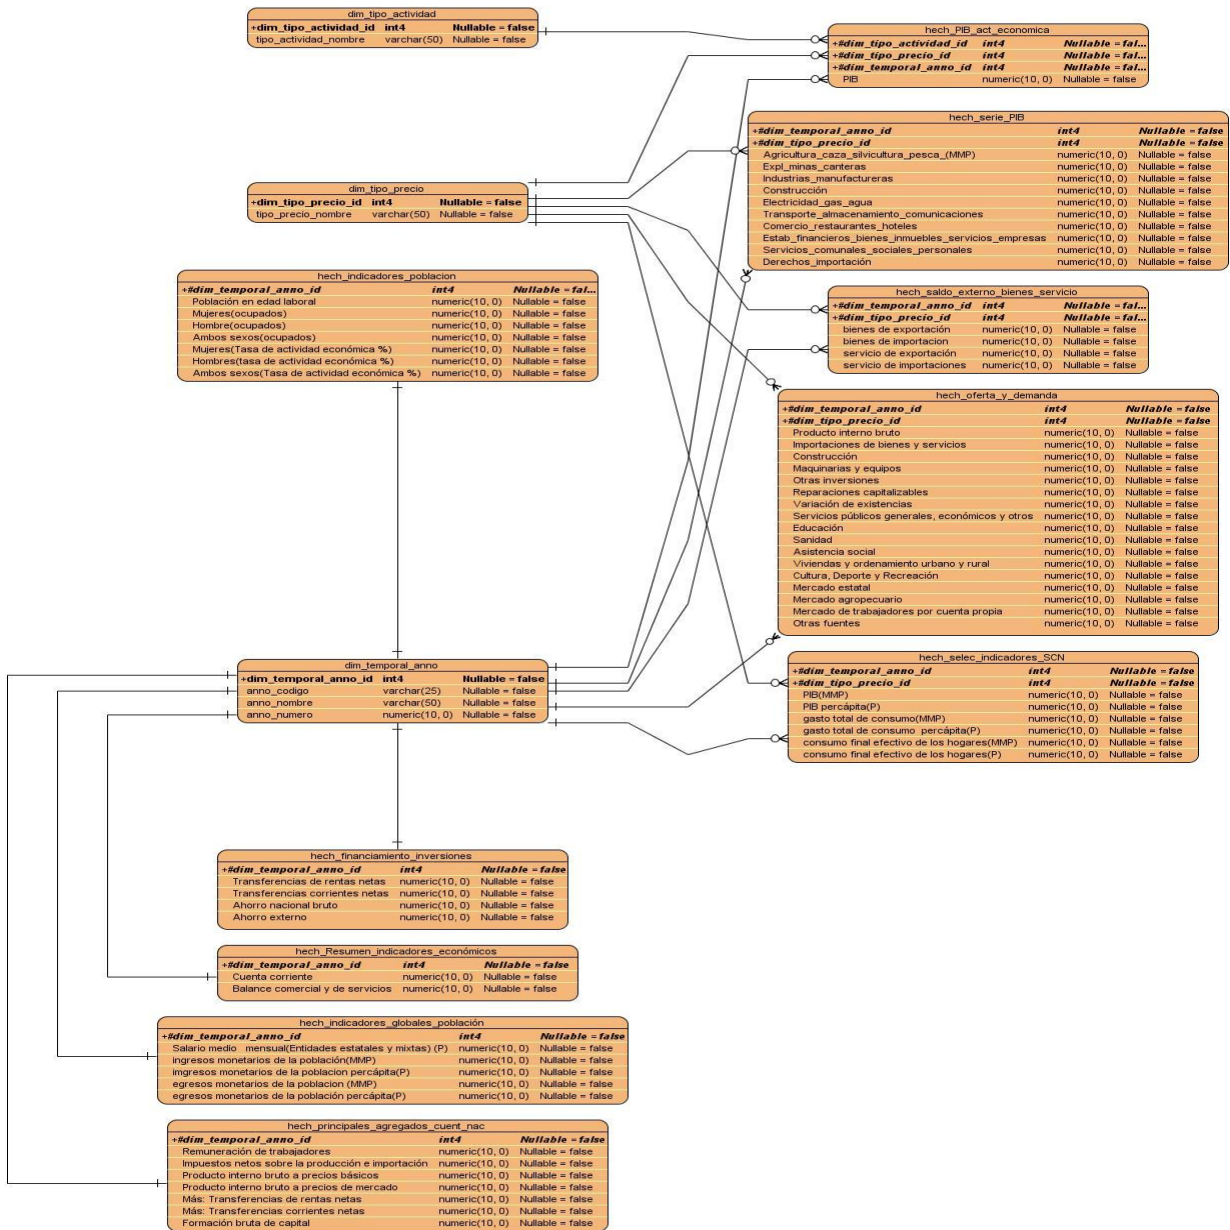 dim_tipo_actividad
+dim_tipo_actividad_id int4 Nullable = false
tipo_actividad_nombre varchar(50) Nullable = false
hech_PIB_act_economica
+#dim_tipo_actividad_id int4 Nullable = fal...
+#dim_tipo_precio_id int4 Nullable = fal...
+#dim_temporal_anno_id int4 Nullable = fal...
PIB numeric(10, 0) Nullable = false
hech_serie_PIB
+#dim_temporal_anno_id int4 Nullable = false
+#dim_tipo_precio_id int4 Nullable = false
Agricultura_caza_silvicultura_pesca_(MMP) numeric(10, 0) Nullable = false
Expl_minas_canteras numeric(10, 0) Nullable = false
Industrias_manufactureras numeric(10, 0) Nullable = false
Construcción numeric(10, 0) Nullable = false
Electricidad_gas_agua numeric(10, 0) Nullable = false
Transporte_almacenamiento_comunicaciones numeric(10, 0) Nullable = false
Comercio_restaurantes_hoteles numeric(10, 0) Nullable = false
Estab_financieros_bienes_inmuebles_servicios_empresas numeric(10, 0) Nullable = false
Servicios_comunales_sociales_personales numeric(10, 0) Nullable = false
Derechos_importación numeric(10, 0) Nullable = false
dim_tipo_precio
+dim_tipo_precio_id int4 Nullable = false
tipo_precio_nombre varchar(50) Nullable = false
hech_indicadores_poblacion
+#dim_temporal_anno_id int4 Nullable = fal...
Población en edad laboral numeric(10, 0) Nullable = false
Mujeres(ocupados) numeric(10, 0) Nullable = false
Hombre(ocupados) numeric(10, 0) Nullable = false
Ambos sexos(ocupados) numeric(10, 0) Nullable = false
Mujeres(Tasa de actividad económica %) numeric(10, 0) Nullable = false
Hombres(tasa de actividad económica %) numeric(10, 0) Nullable = false
Ambos sexos(Tasa de actividad económica %) numeric(10, 0) Nullable = false
hech_saldo_externo_bienes_servicio
+#dim_temporal_anno_id int4 Nullable = fal...
+#dim_tipo_precio_id int4 Nullable = fal...
bienes de exportación numeric(10, 0) Nullable = false
bienes de importacion numeric(10, 0) Nullable = false
servicio de exportación numeric(10, 0) Nullable = false
servicio de importaciones numeric(10, 0) Nullable = false
hech_oferta_y_demanda
+#dim_temporal_anno_id int4 Nullable = false
+#dim_tipo_precio_id int4 Nullable = false
Producto interno bruto numeric(10, 0) Nullable = false
Importaciones de bienes y servicios numeric(10, 0) Nullable = false
Construcción numeric(10, 0) Nullable = false
Maquinarias y equipos numeric(10, 0) Nullable = false
Otras inversiones numeric(10, 0) Nullable = false
Reparaciones capitalizables numeric(10, 0) Nullable = false
Variación de existencias numeric(10, 0) Nullable = false
Servicios públicos generales, económicos y otros numeric(10, 0) Nullable = false
Educación numeric(10, 0) Nullable = false
Sanidad numeric(10, 0) Nullable = false
Asistencia social numeric(10, 0) Nullable = false
Viviendas y ordenamiento urbano y rural numeric(10, 0) Nullable = false
Cultura, Deporte y Recreación numeric(10, 0) Nullable = false
Mercado estatal numeric(10, 0) Nullable = false
Mercado agropecuario numeric(10, 0) Nullable = false
Mercado de trabajadores por cuenta propia numeric(10, 0) Nullable = false
Otras fuentes numeric(10, 0) Nullable = false
dim_temporal_anno
+dim_temporal_anno_id int4 Nullable = false
anno_codigo varchar(25) Nullable = false
anno_nombre varchar(50) Nullable = false
anno_numero numeric(10, 0) Nullable = false
hech_selec_indicadores_SCN
+#dim_temporal_anno_id int4 Nullable = false
+#dim_tipo_precio_id int4 Nullable = false
PIB(MMP) numeric(10, 0) Nullable = false
PIB percápita(P) numeric(10, 0) Nullable = false
gasto total de consumo(MMP) numeric(10, 0) Nullable = false
gasto total de consumo percápita(P) numeric(10, 0) Nullable = false
consumo final efectivo de los hogares(MMP) numeric(10, 0) Nullable = false
consumo final efectivo de los hogares(P) numeric(10, 0) Nullable = false
hech_financiamiento_inversiones
+#dim_temporal_anno_id int4 Nullable = false
Transferencias de rentas netas numeric(10, 0) Nullable = false
Transferencias corrientes netas numeric(10, 0) Nullable = false
Ahorro nacional bruto numeric(10, 0) Nullable = false
Ahorro externo numeric(10, 0) Nullable = false
hech_Resumen_indicadores_económicos
+#dim_temporal_anno_id int4 Nullable = false
Cuenta corriente numeric(10, 0) Nullable = false
Balance comercial y de servicios numeric(10, 0) Nullable = false
hech_indicadores_globales_población
+#dim_temporal_anno_id int4 Nullable = false
Salario medio mensual(Entidades estatales y mixtas) (P) numeric(10, 0) Nullable = false
ingresos monetarios de la población(MMP) numeric(10, 0) Nullable = false
imgresos monetarios de la poblacion percápita(P) numeric(10, 0) Nullable = false
egresos monetarios de la poblacion (MMP) numeric(10, 0) Nullable = false
egresos monetarios de la población percápita(P) numeric(10, 0) Nullable = false
hech_principales_agregados_cuent_nac
+#dim_temporal_anno_id int4 Nullable = false
Remuneración de trabajadores numeric(10, 0) Nullable = false
Impuestos netos sobre la producción e importación numeric(10, 0) Nullable = false
Producto interno bruto a precios básicos numeric(10, 0) Nullable = false
Producto interno bruto a precios de mercado numeric(10, 0) Nullable = false
Más: Transferencias de rentas netas numeric(10, 0) Nullable = false
Más: Transferencias corrientes netas numeric(10, 0) Nullable = false
Formación bruta de capital numeric(10, 0) Nullable = false